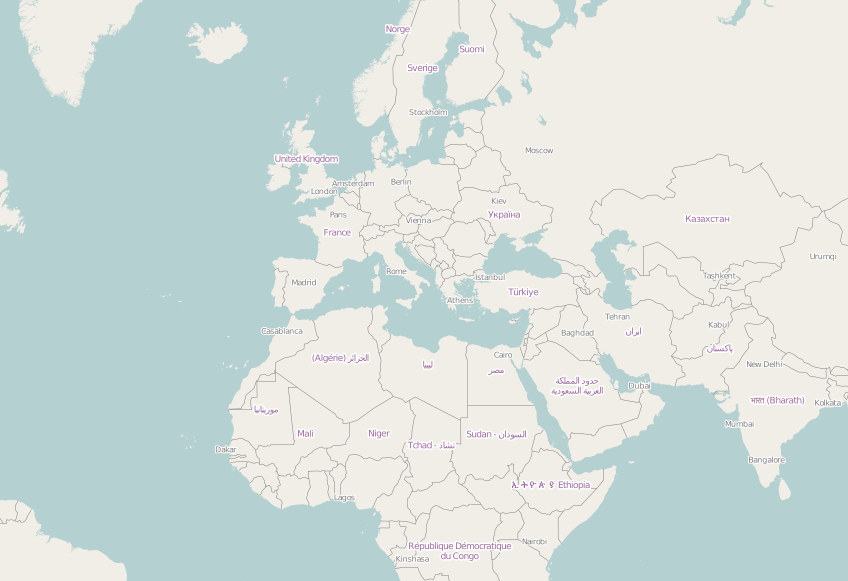 Norge
Suomi
Sverige
Stockholm
Moscow
United Kingdom
Amsterdam
Berlin
London
Kiev
Paris
Україна
Vienna
Казахстан
France
Urumqi
Rome
Istanbul
Tashkent
Madrid
Türkiye
Athens
Tehran
Kabul
Casablanca
Baghdad
ایران
پاکستان
Cairo
(Algérie) الجزائر
ليبيا
New Delhi
مصر
حدود المملكة
العربية السعودية
Dubai
भारत (Bharath)
Kolkata
موريتانيا
Mumbai
Mali
Niger
Sudan - السودان
Tchad - تشاد
Dakar
Bangalore
ኢትዮጵያ Ethiopia
Lagos
Nairobi
République Démocratique
du Congo
Kinshasa